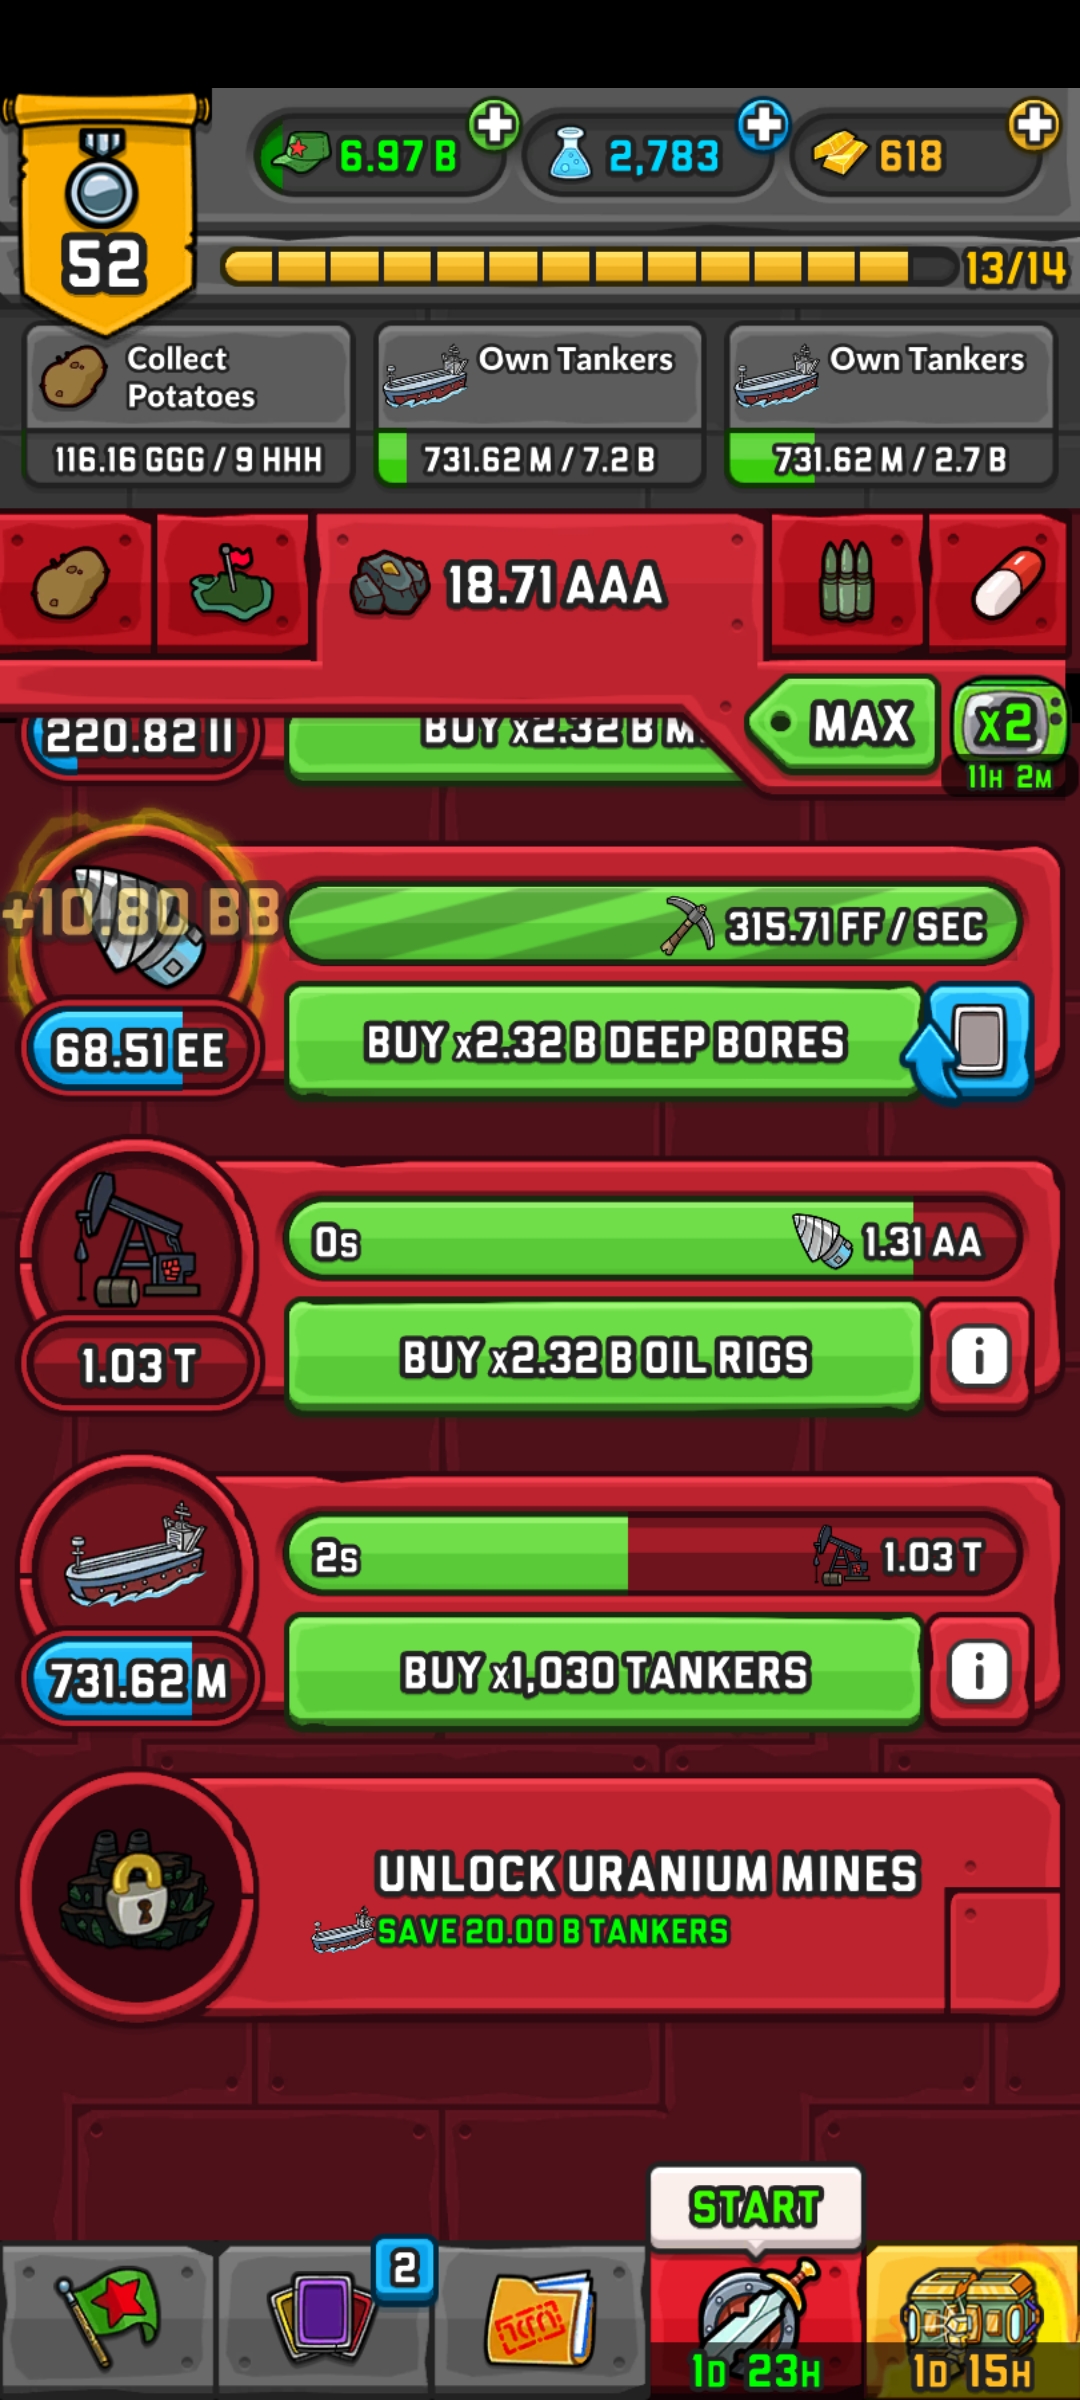 6.97 B
2,783
618
52
13/14
Collect
Potatoes
116.16 GGG / 9 HHH
Own Tankers
731.62 M / 7.2 B
Own Tankers
731.62 M / 2.7 B
18.71 AAA
MAX
x2
11H 2M
220.82 II
BUY x2.32 B M
+10.80 BB
315.71 FF / SEC
68.51 EE
BUY x2.32 B DEEP BORES
0s
1.31 AA
1.03 T
BUY x2.32 B OIL RIGS
i
2s
1.03 T
731.62 M
BUY x1,030 TANKERS
i
UNLOCK URANIUM MINES
SAVE 20.00 B TANKERS
START
2
1D 23H
1D 15H